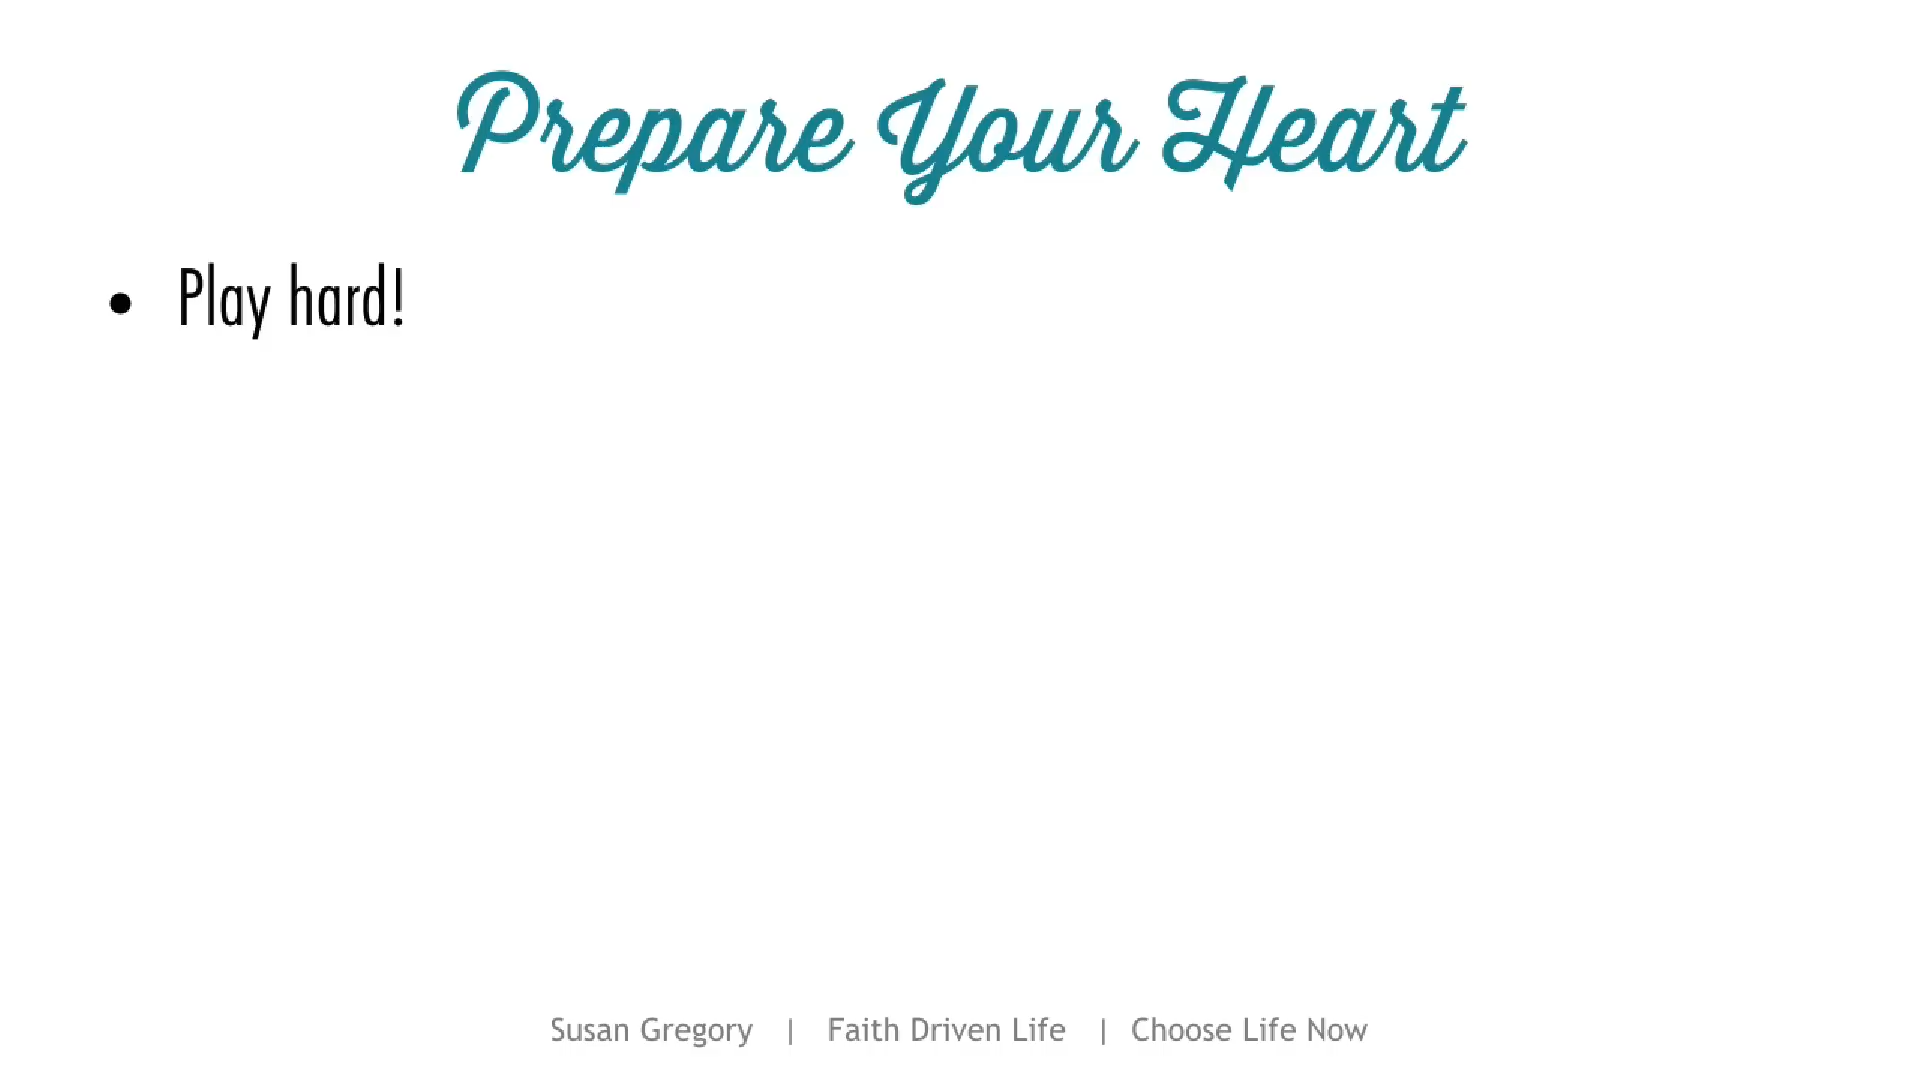 Prepare Your Heart
• Play hard!
Susan Gregory | Faith Driven Life | Choose Life Now